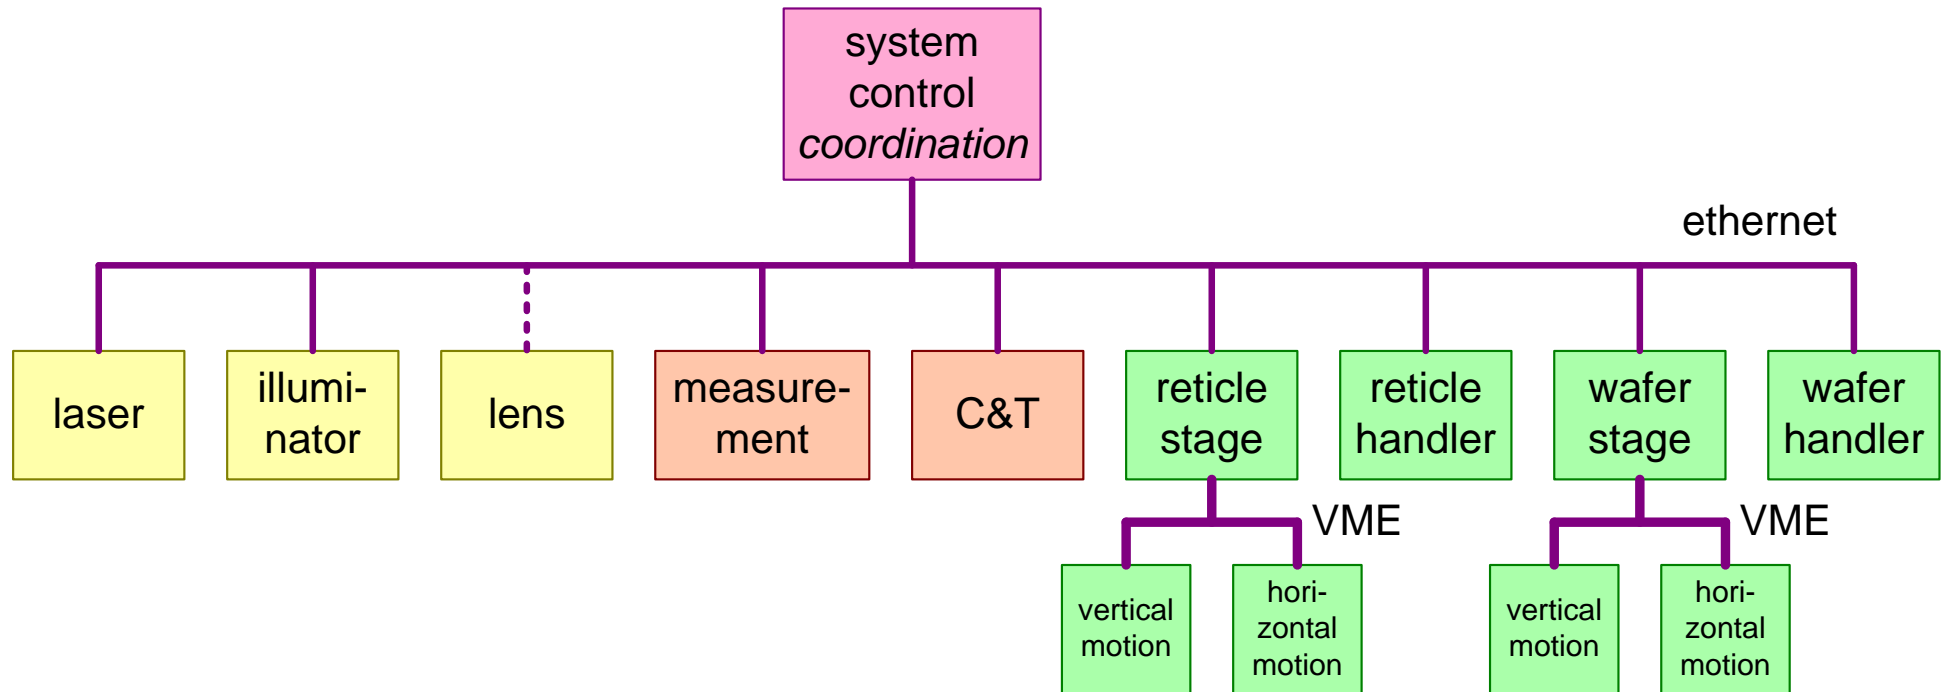 system
control
coordination
ethernet
laser
illumi-
nator
lens
measure-
ment
C&T
reticle
stage
reticle
handler
wafer
stage
wafer
handler
VME
VME
vertical
motion
hori-
zontal
motion
vertical
motion
hori-
zontal
motion